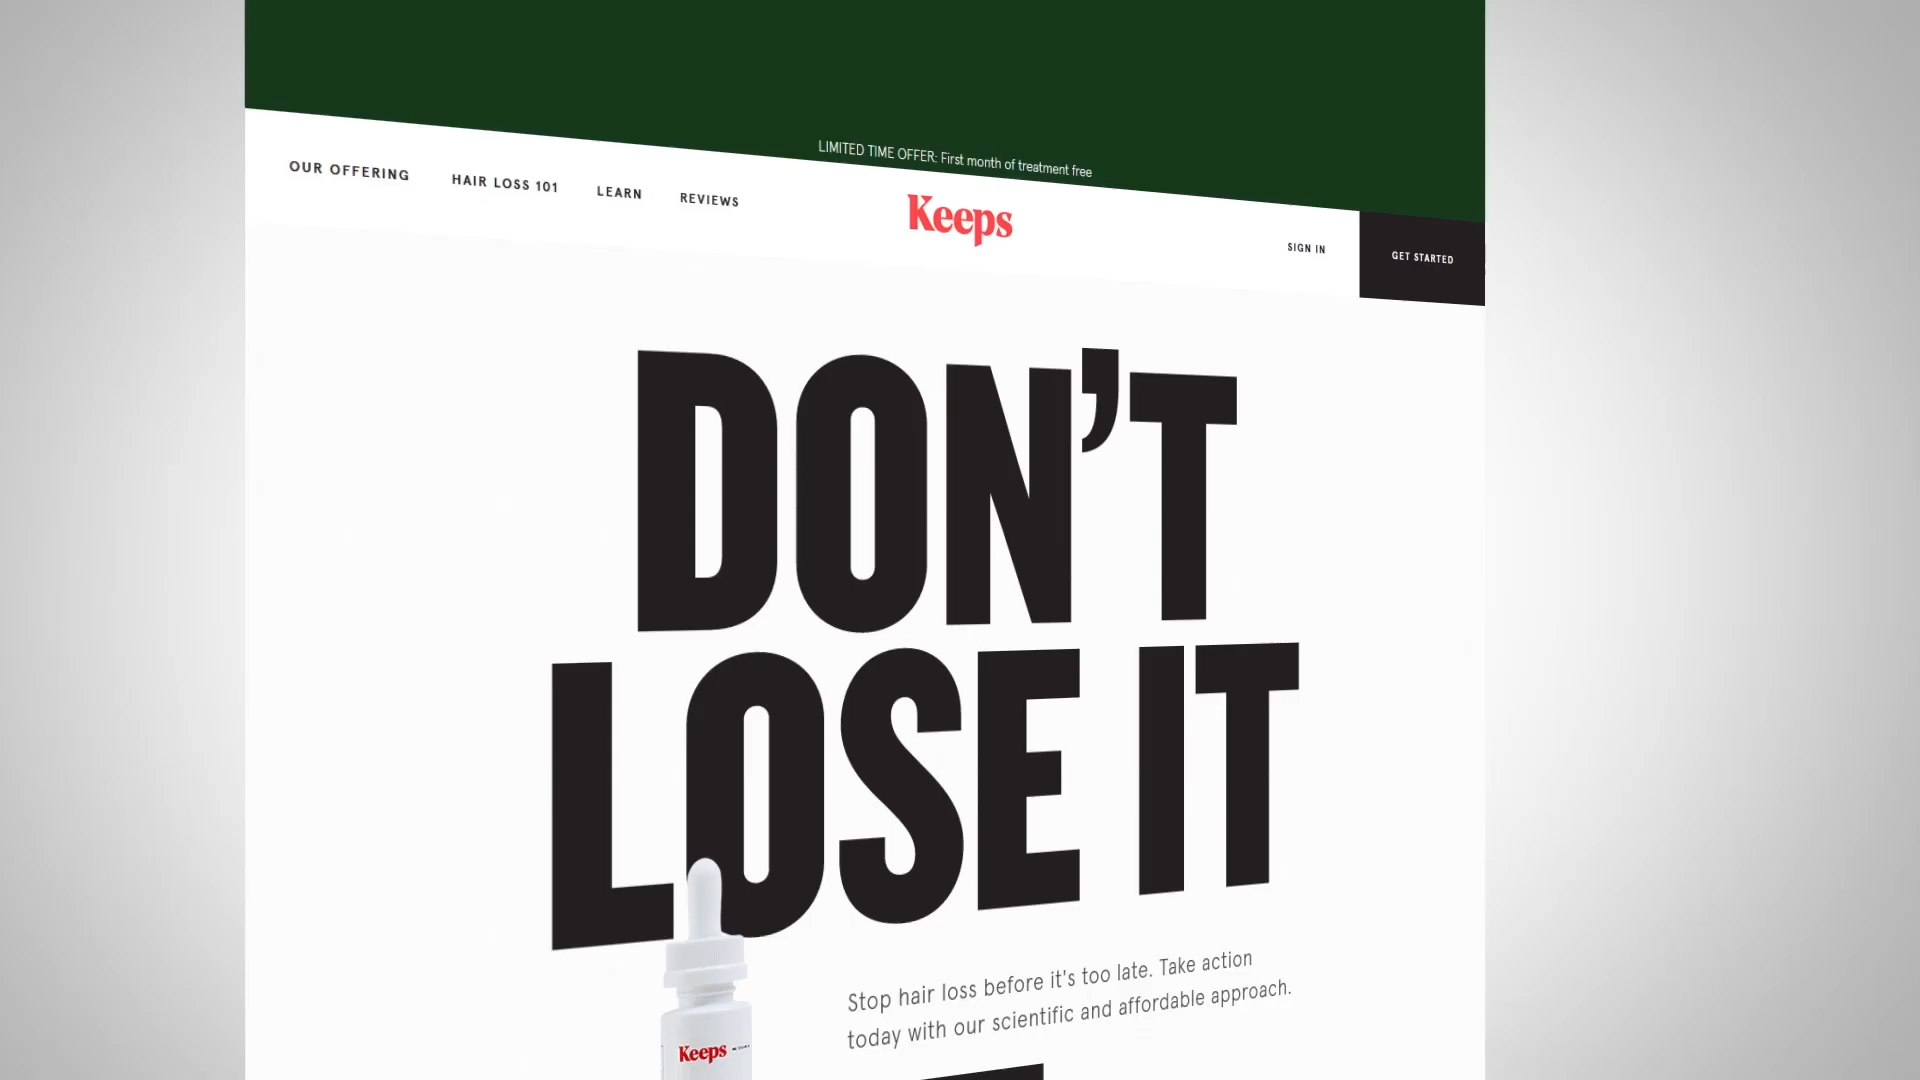 LIMITED TIME OFFER: First month of treatment free
OUR OFFERING
HAIR LOSS 101
LEARN
REVIEWS
Keeps
SIGN IN
GET STARTED
DON'T
LOSE IT
Stop hair loss before it's too late. Take action
today with our scientific and affordable approach.
Keeps